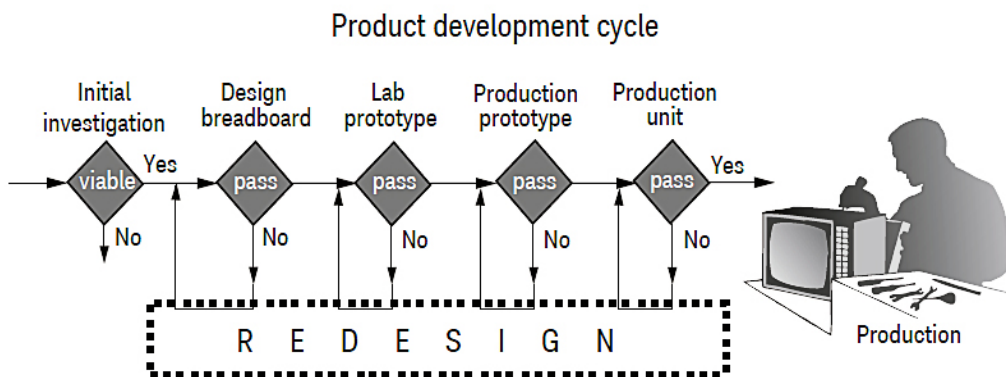 Product development cycle
Initial
investigation
Design
breadboard
Lab
prototype
Production
prototype
Production
unit
viable
Yes
pass
pass
pass
pass
Yes
No
No
No
No
No
R E D E S I G N
Production